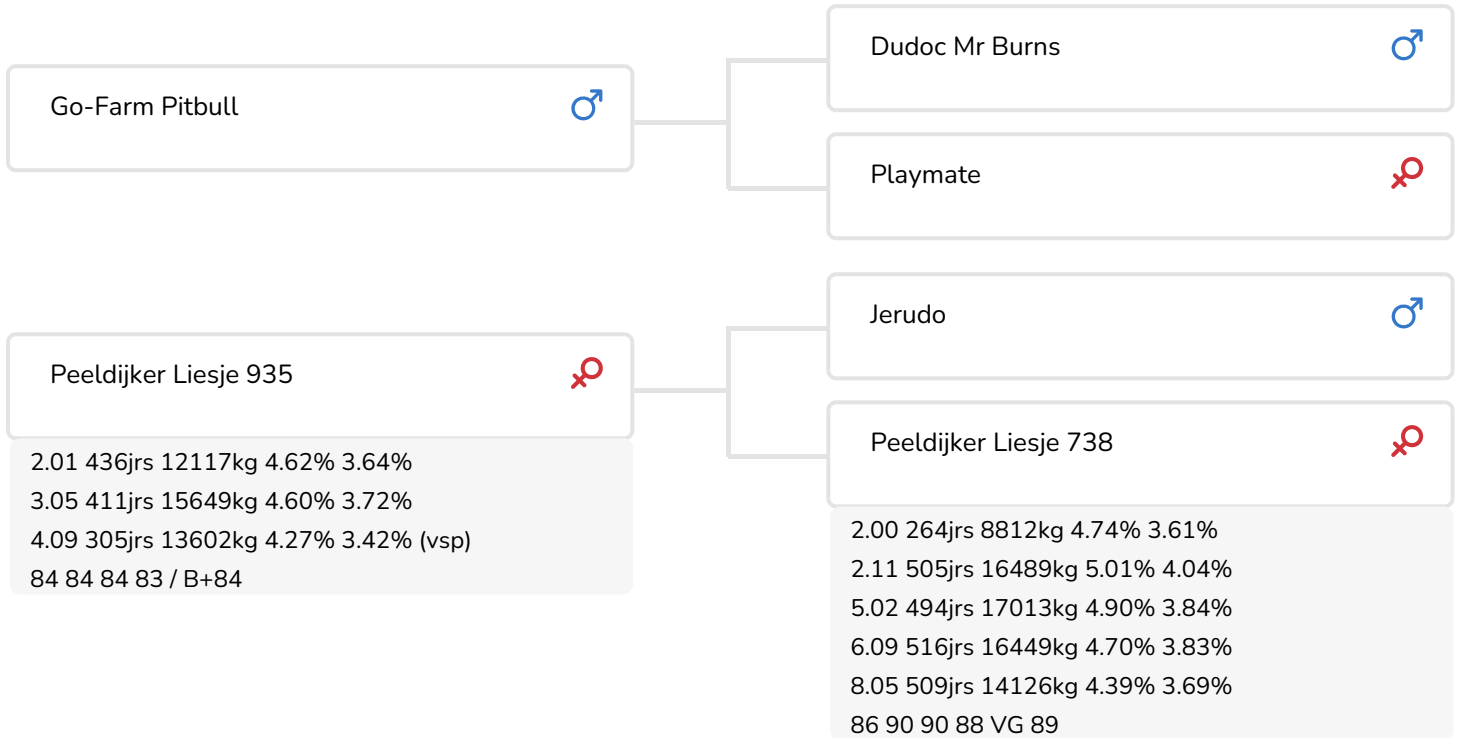 Go-Farm Pitbull
Dudoc Mr Burns
Playmate
Peeldijker Liesje 935
2.01 436jrs 12117kg 4.62% 3.64%
3.05 411jrs 15649kg 4.60% 3.72%
4.09 305jrs 13602kg 4.27% 3.42% (vsp)
84 84 84 83 / B+84
Jerudo
Peeldijker Liesje 738
2.00 264jrs 8812kg 4.74% 3.61%
2.11 505jrs 16489kg 5.01% 4.04%
5.02 494jrs 17013kg 4.90% 3.84%
6.09 516jrs 16449kg 4.70% 3.83%
8.05 509jrs 14126kg 4.39% 3.69%
86 90 90 88 VG 89